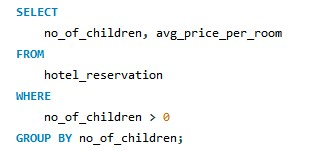 SELECT
no_of_children, avg_price_per_room
FROM
hotel_reservation
WHERE
no_of_children > 0
GROUP BY no_of_children;